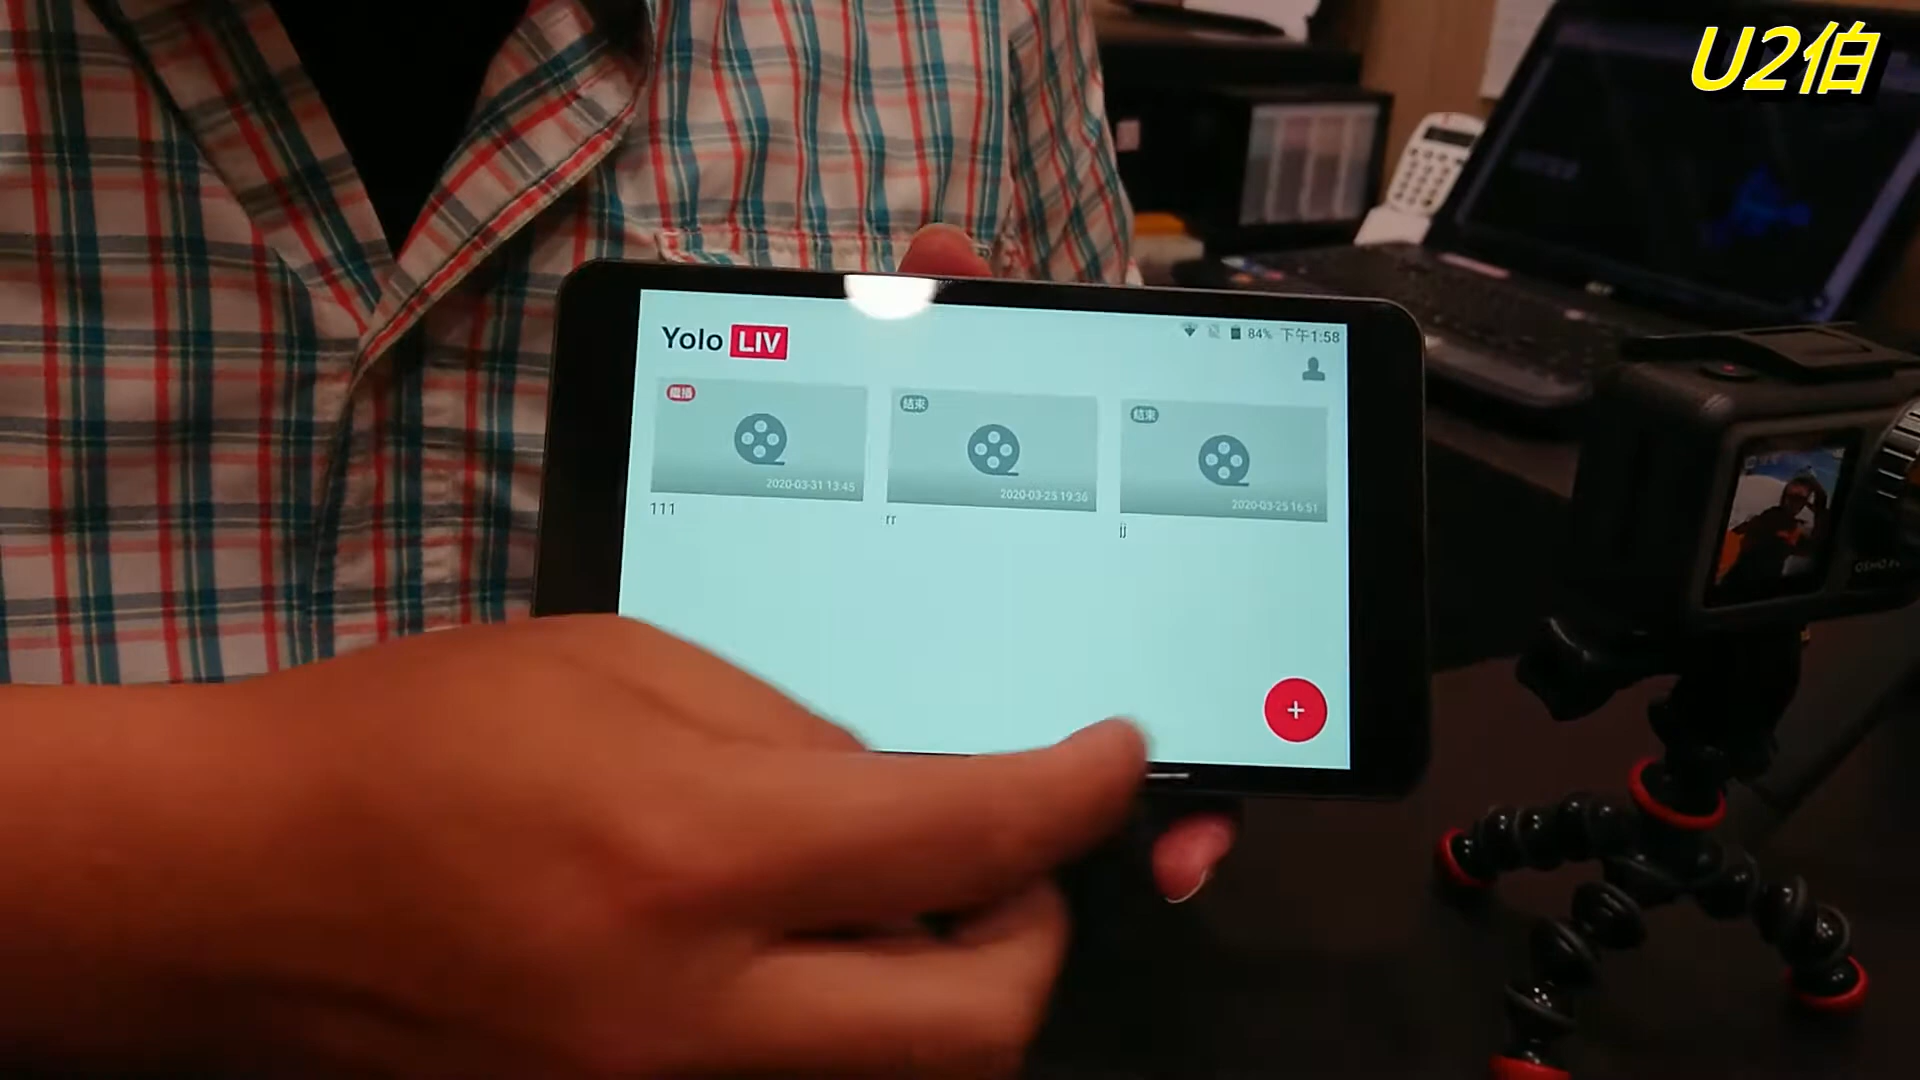 U2伯
Yolo LIV
84% 下午1:58
繼播
2020-03-31 13:45
111
結束
2020-03-25 19:36
rr
結束
2020-03-25 16:51
jj
+